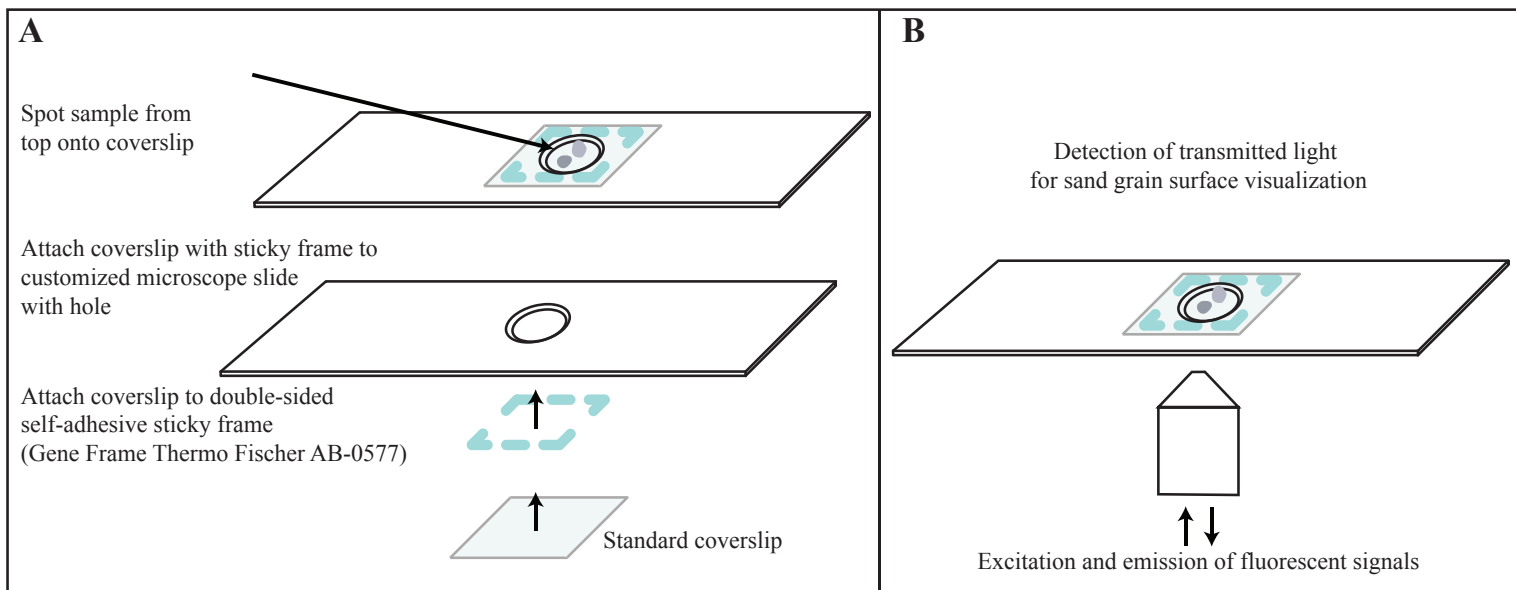 A
Spot sample from
top onto coverslip
Attach coverslip with sticky frame to
customized microscope slide
with hole
Attach coverslip to double-sided
self-adhesive sticky frame
(Gene Frame Thermo Fischer AB-0577)
Standard coverslip
B
Detection of transmitted light
for sand grain surface visualization
Excitation and emission of fluorescent signals